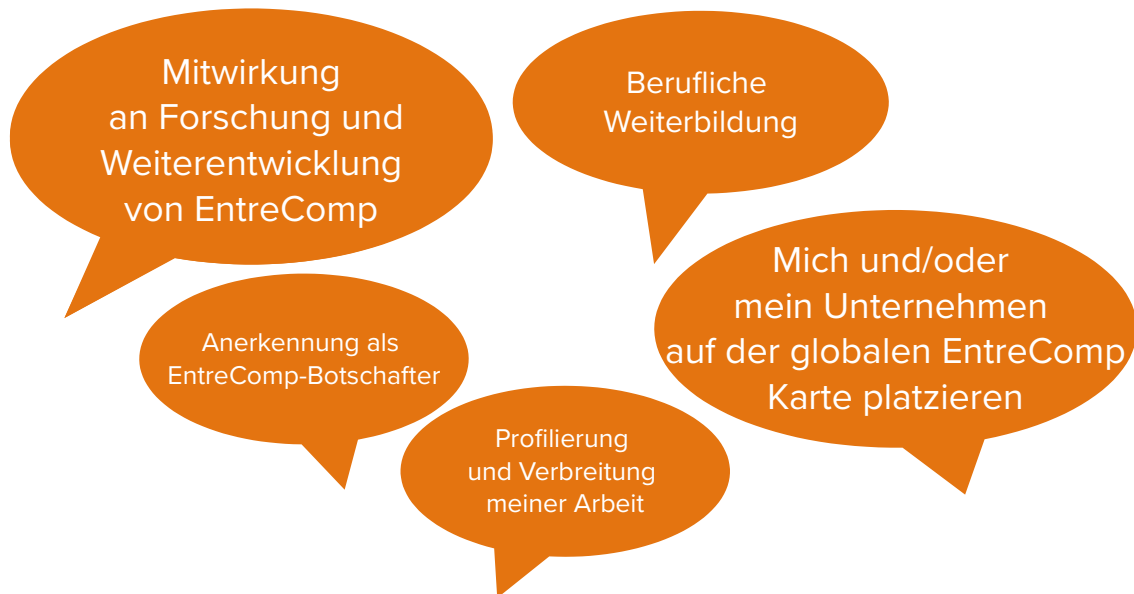 Mitwirkung
an Forschung und
Weiterentwicklung
von EntreComp
Berufliche
Weiterbildung
Mich und/oder
mein Unternehmen
auf der globalen EntreComp
Karte platzieren
Anerkennung als
EntreComp-Botschafter
Profilierung
und Verbreitung
meiner Arbeit